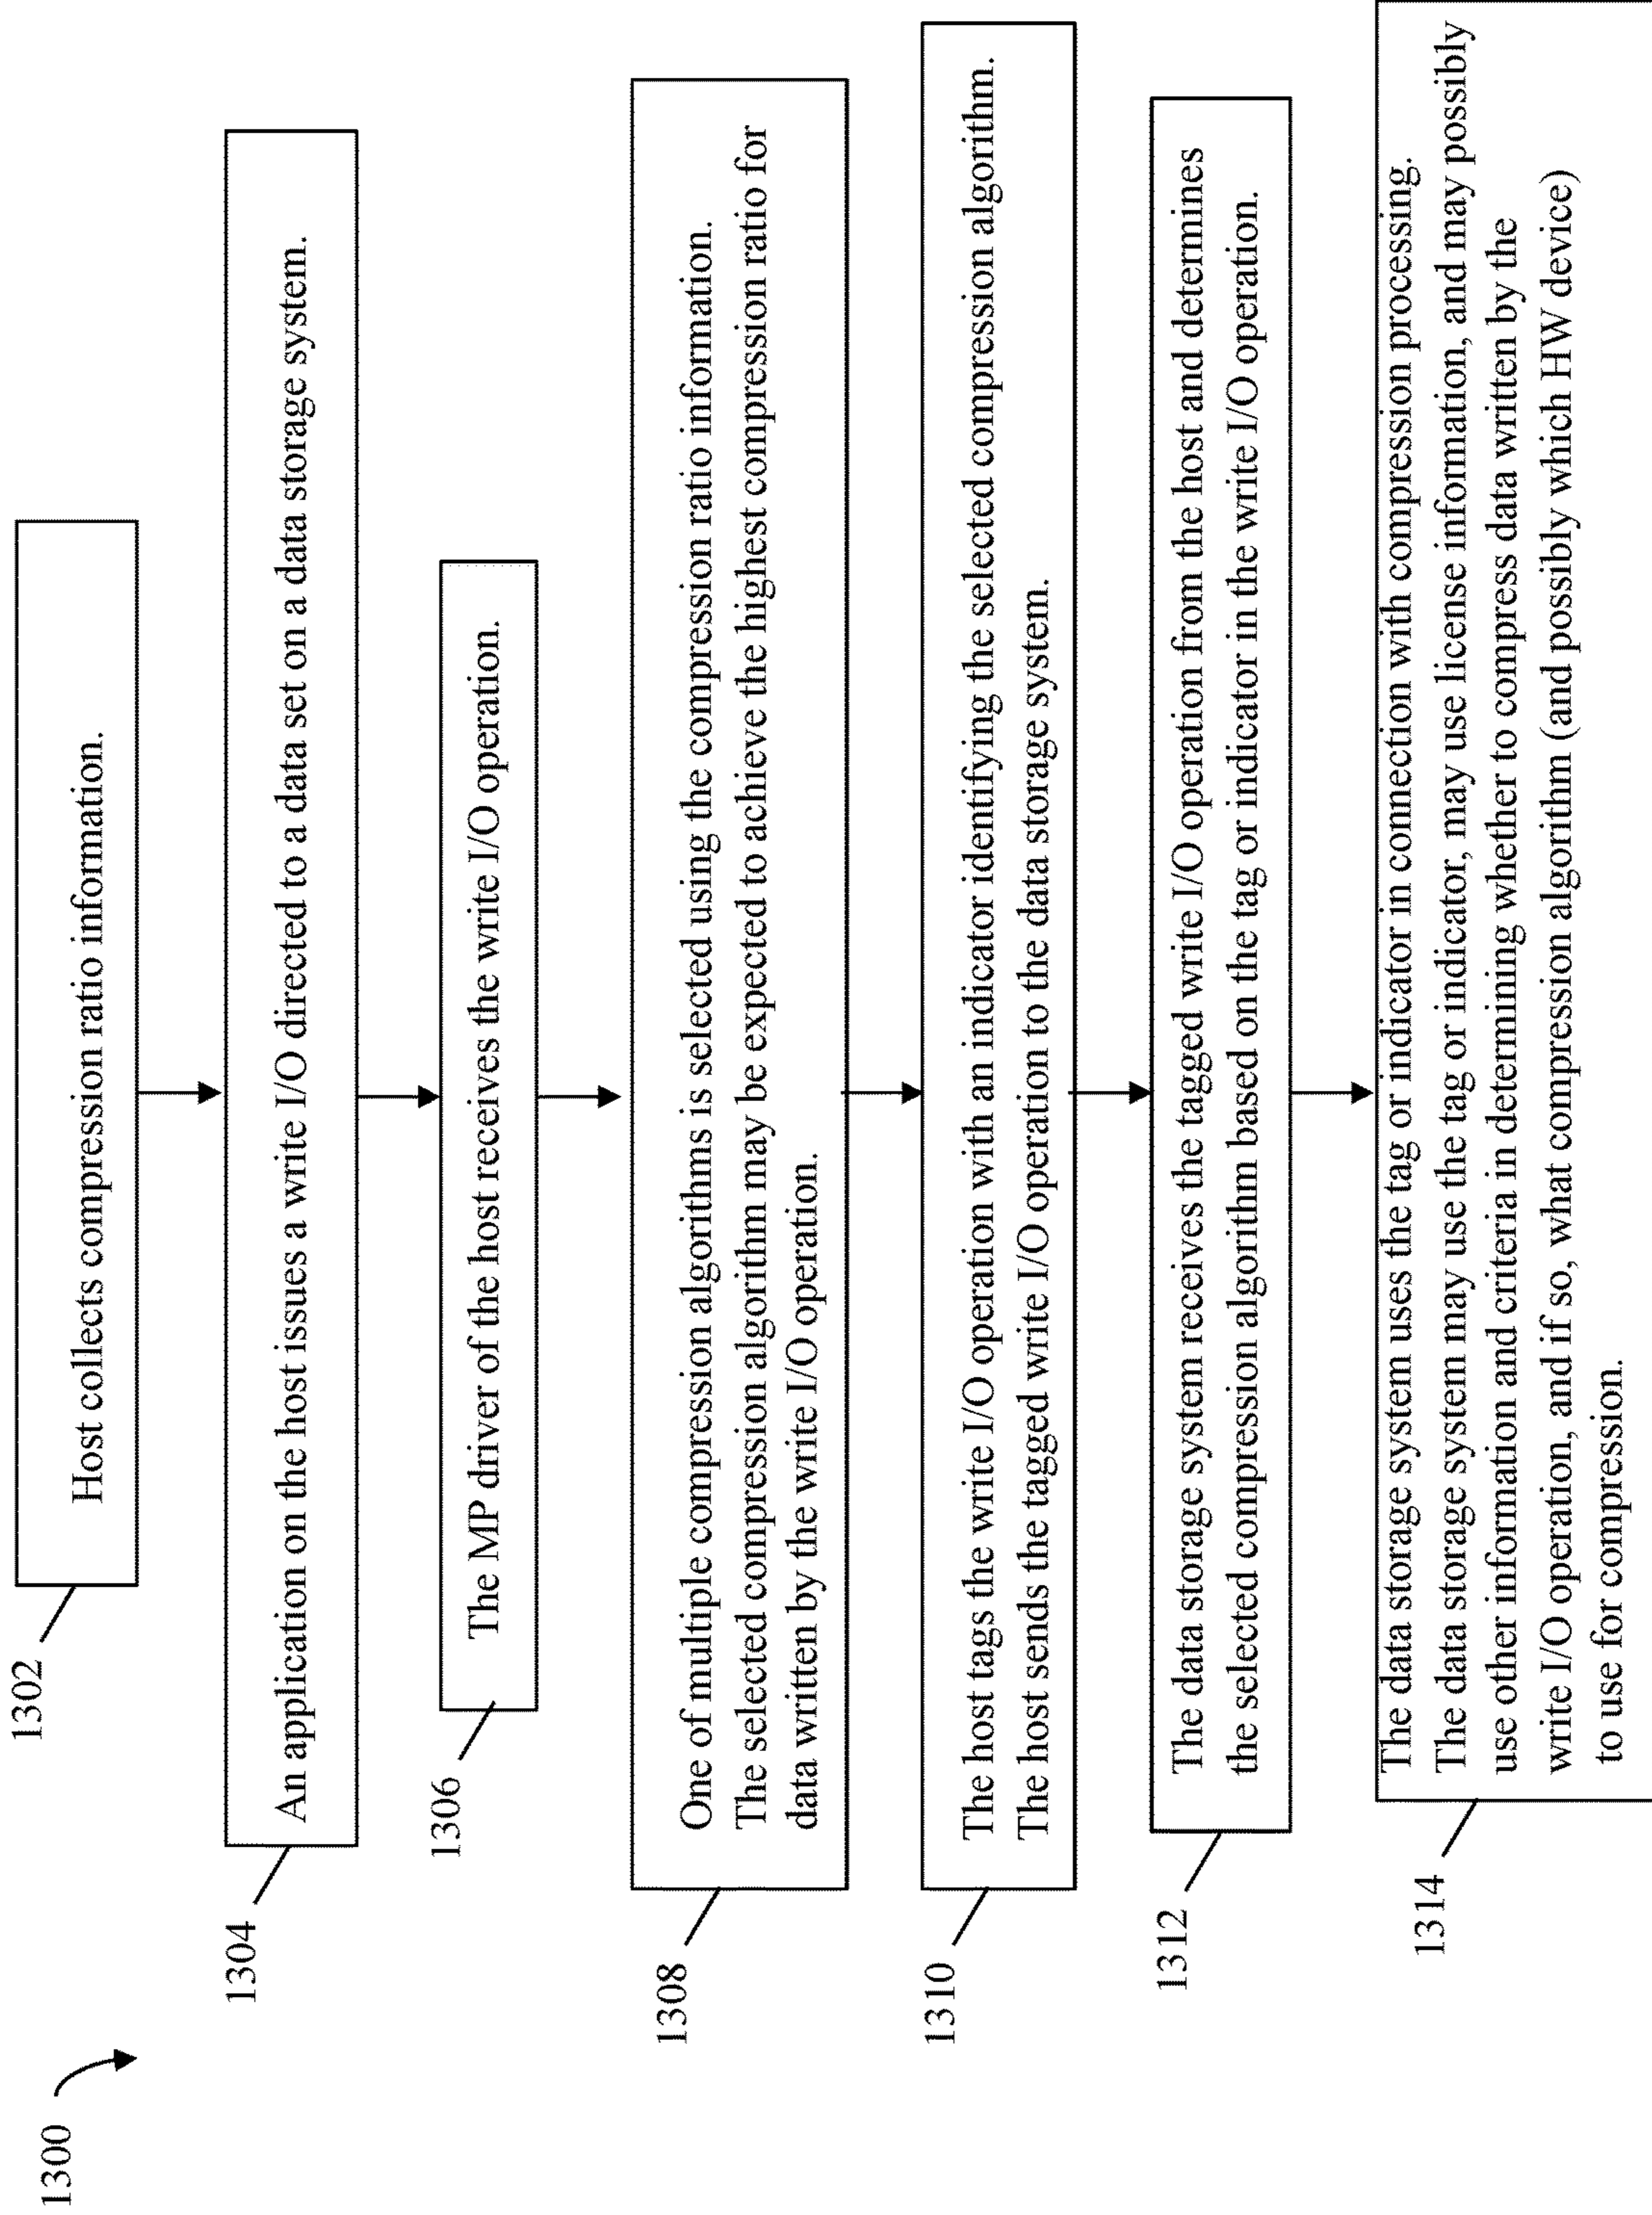 1300
1302
Host collects compression ratio information.
1304
An application on the host issues a write I/O directed to a data set on a data storage system.
1306
The MP driver of the host receives the write I/O operation.
1308
One of multiple compression algorithms is selected using the compression ratio information.
The selected compression algorithm may be expected to achieve the highest compression ratio for
data written by the write I/O operation.
1310
The host tags the write I/O operation with an indicator identifying the selected compression algorithm.
The host sends the tagged write I/O operation to the data storage system.
1312
The data storage system receives the tagged write I/O operation from the host and determines
the selected compression algorithm based on the tag or indicator in the write I/O operation.
1314
The data storage system uses the tag or indicator in connection with compression processing.
The data storage system may use the tag or indicator, may use license information, and may possibly
use other information and criteria in determining whether to compress data written by the
write I/O operation, and if so, what compression algorithm (and possibly which HW device)
to use for compression.